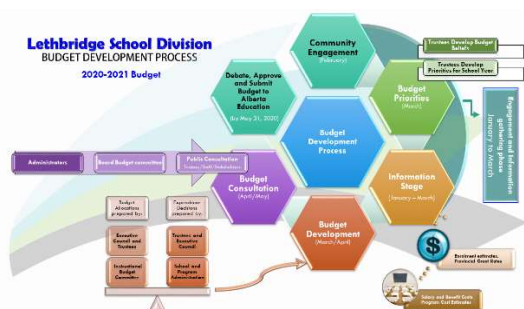 Lethbridge School Division
BUDGET DEVELOPMENT PROCESS
2020-2021 Budget
Community
Engagement
(February)
Trustees Develop Budget
Beliefs
Trustees Develop
Priorities for School Year
Debate, Approve
and Submit
Budget to
Alberta
Education
(by May 31, 2020)
Budget
Priorities
(March)
Engagement and Information
gathering phase
January to March
Budget
Development
Process
Administrators
Board Budget committee
Public Consultation
Budget
Consultation
(April/May)
Information
Stage
(January – March)
Budget
Allocations
prepared by:
Expenditure
Decisions
prepared by:
Executive
Council and
Trustees
Trustees and
Executive
Council
Instructional
Budget
Committee
School and
Program
Administration
Budget
Development
(March/April)
Enrolment estimates,
Provincial Grant Rates
Salary and Benefit Costs
Program Cost Estimates